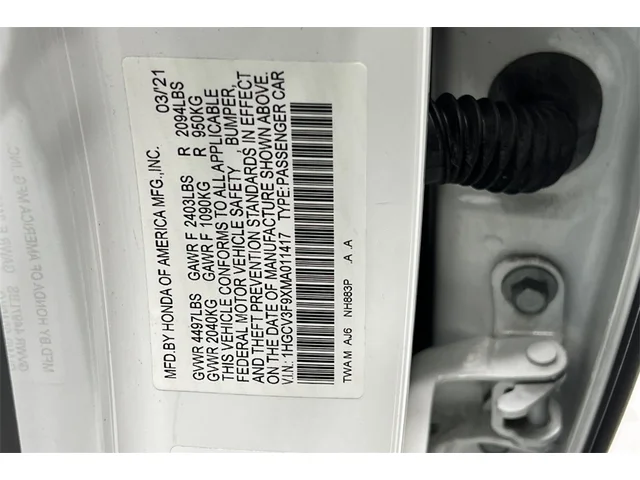 MFD.BY HONDA OF AMERICA MFG.,INC. 03/'21
GVWR 4497LBS GAWR F 2403LBS R 2094LBS
GVWR 2040KG GAWR F 1090KG R 950KG
THIS VEHICLE CONFORMS TO ALL APPLICABLE
FEDERAL MOTOR VEHICLE SAFETY , BUMPER,
AND THEFT PREVENTION STANDARDS IN EFFECT
ON THE DATE OF MANUFACTURE SHOWN ABOVE.
V.I.N.: 1HGCV3F9XMA011417 TYPE:PASSENGER CAR
TWA M AJ6 NH883P .A .A